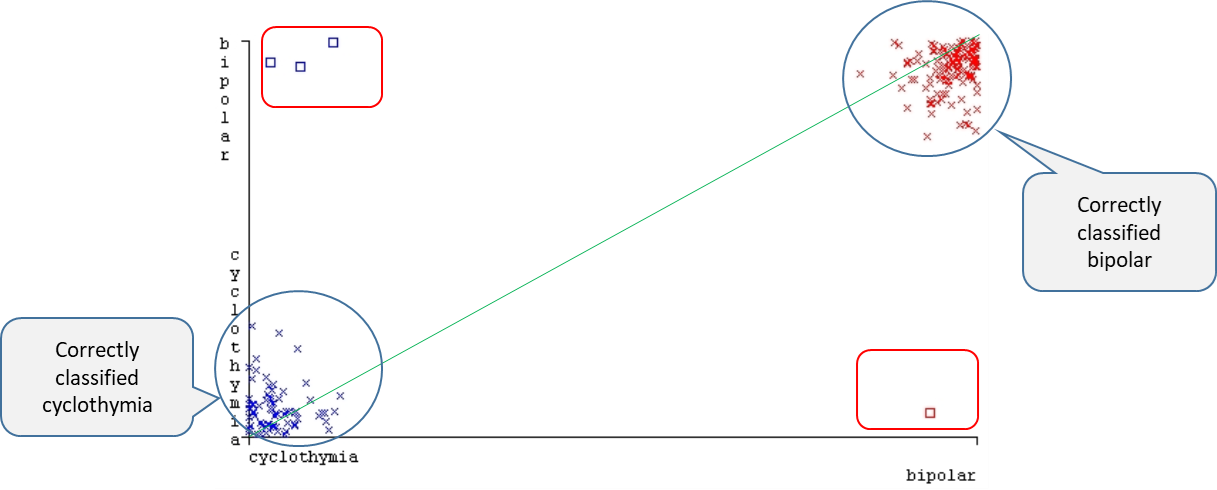 bipolar
cyclothymia
cyclothymia
bipolar
Correctly
classified
cyclothymia
Correctly
classified
bipolar